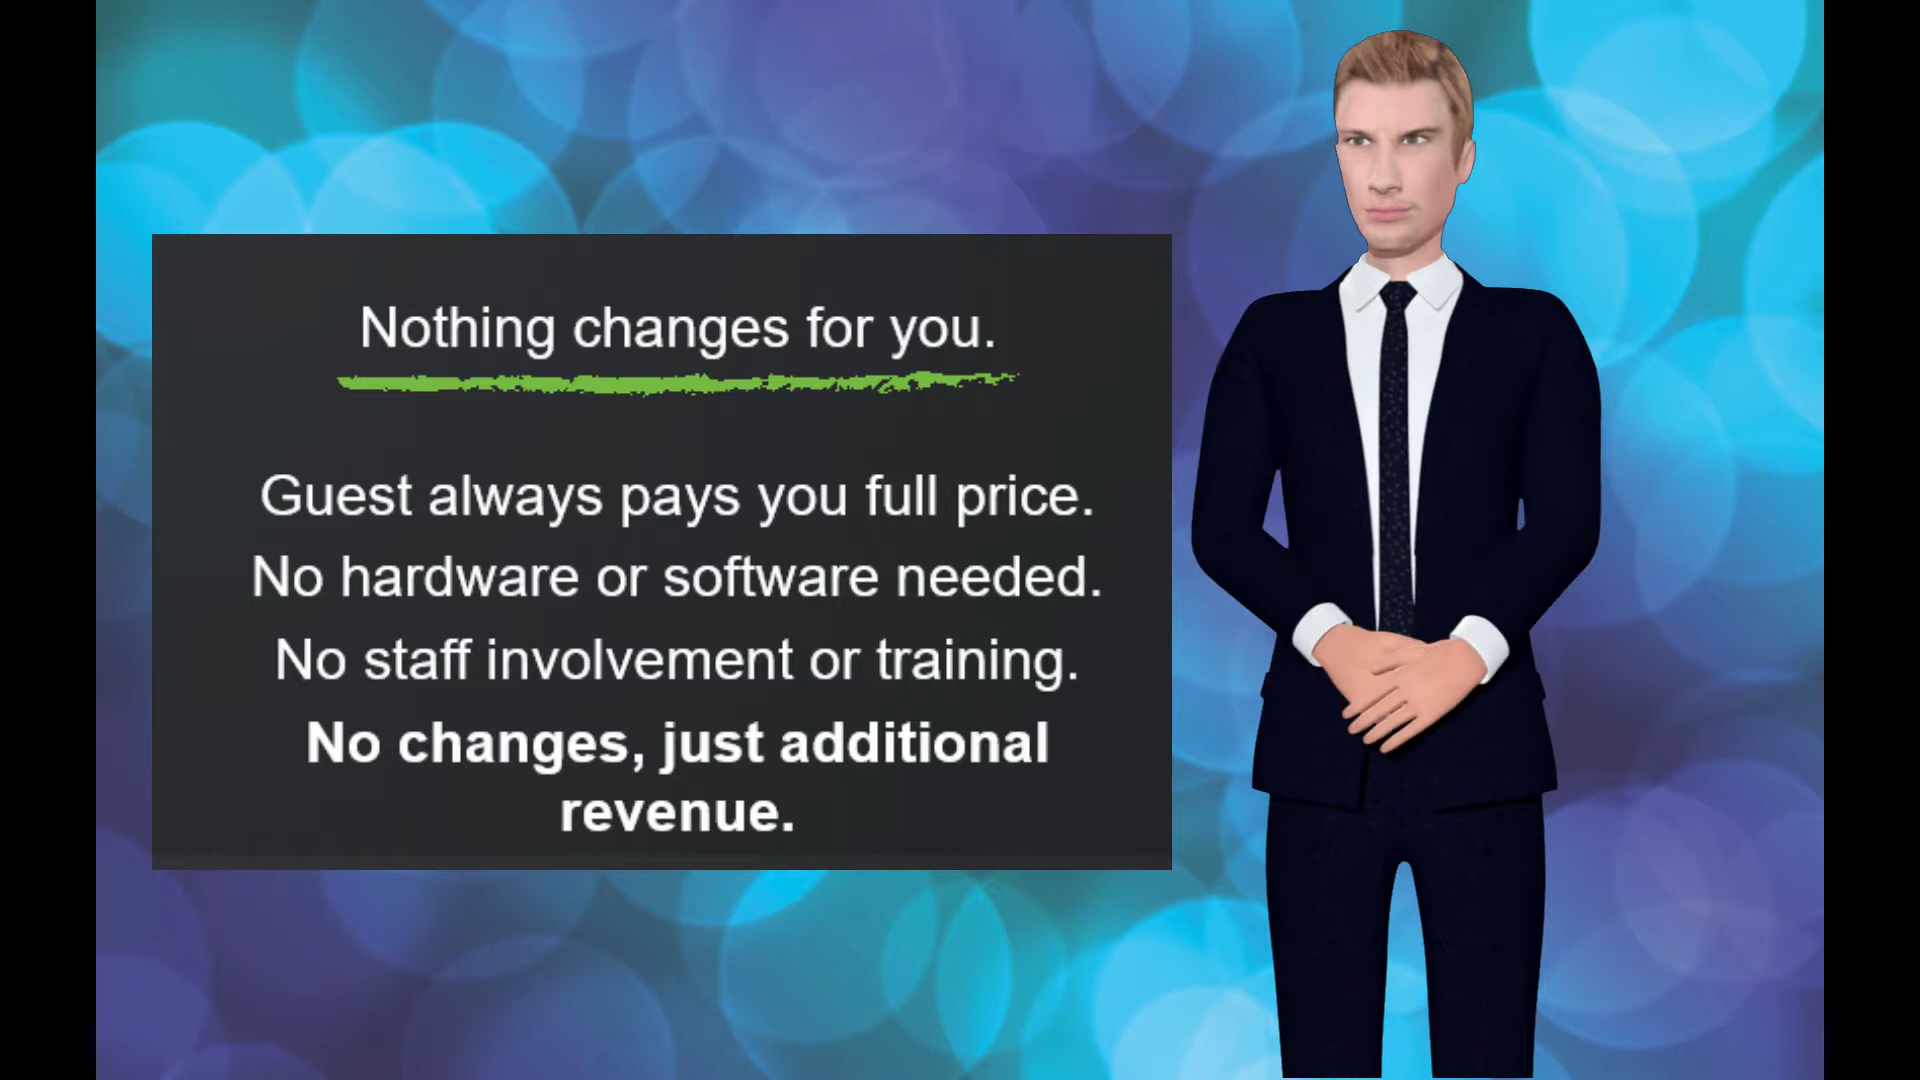 Nothing changes for you.
Guest always pays you full price.
No hardware or software needed.
No staff involvement or training.
No changes, just additional
revenue.